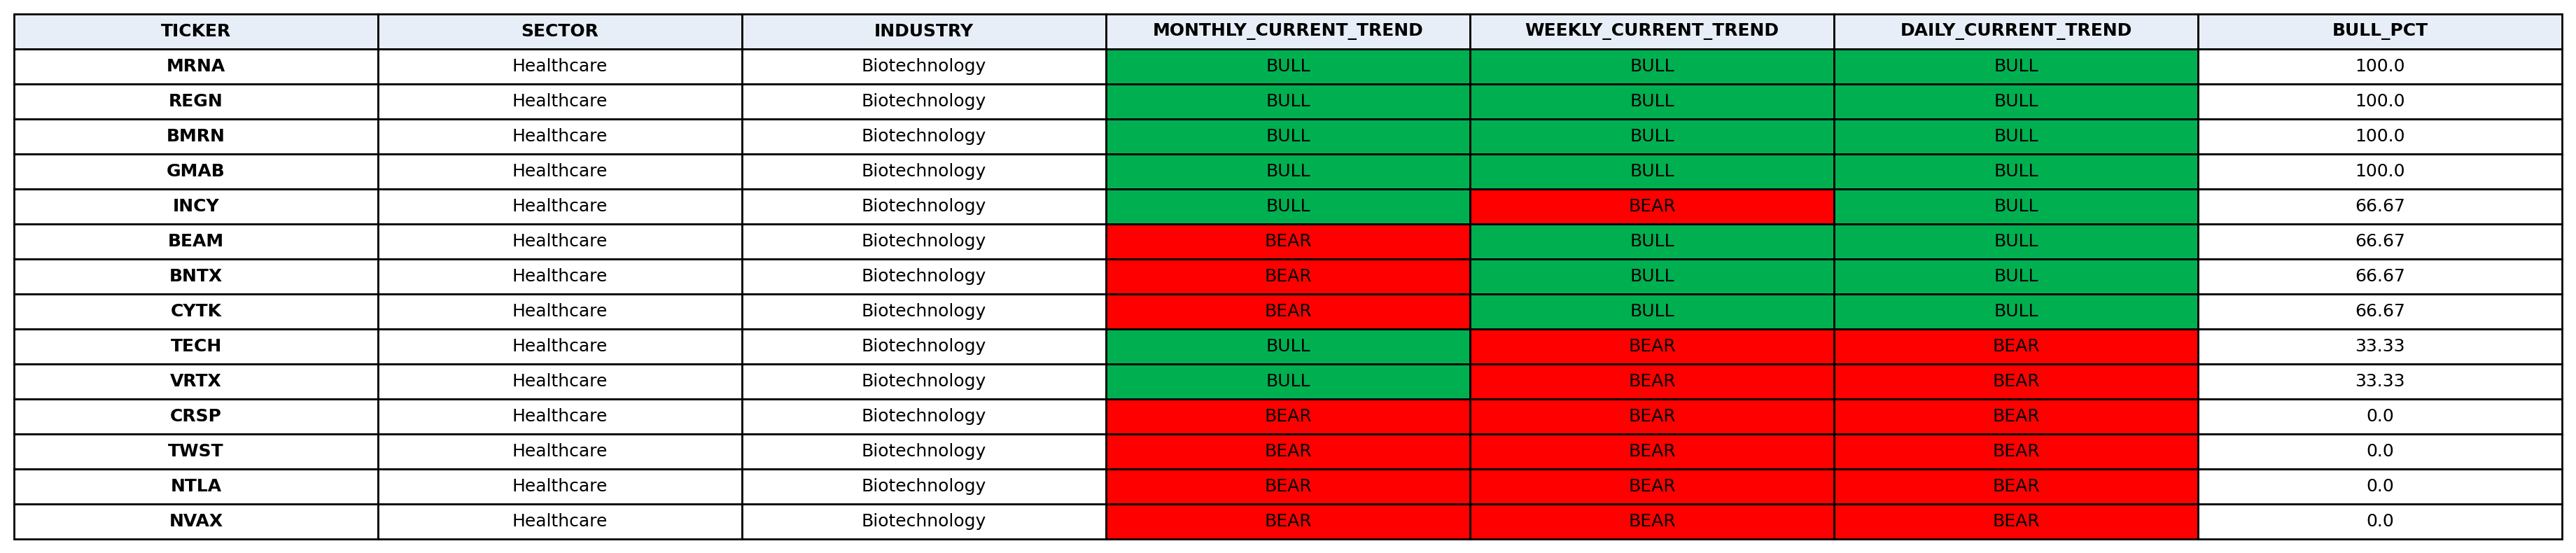 TICKER SECTOR INDUSTRY MONTHLY_CURRENT_TREND WEEKLY_CURRENT_TREND DAILY_CURRENT_TREND BULL_PCT
MRNA Healthcare Biotechnology BULL BULL BULL 100.0
REGN Healthcare Biotechnology BULL BULL BULL 100.0
BMRN Healthcare Biotechnology BULL BULL BULL 100.0
GMAB Healthcare Biotechnology BULL BULL BULL 100.0
INCY Healthcare Biotechnology BULL BEAR BULL 66.67
BEAM Healthcare Biotechnology BEAR BULL BULL 66.67
BNTX Healthcare Biotechnology BEAR BULL BULL 66.67
CYTK Healthcare Biotechnology BEAR BULL BULL 66.67
TECH Healthcare Biotechnology BULL BEAR BEAR 33.33
VRTX Healthcare Biotechnology BULL BEAR BEAR 33.33
CRSP Healthcare Biotechnology BEAR BEAR BEAR 0.0
TWST Healthcare Biotechnology BEAR BEAR BEAR 0.0
NTLA Healthcare Biotechnology BEAR BEAR BEAR 0.0
NVAX Healthcare Biotechnology BEAR BEAR BEAR 0.0